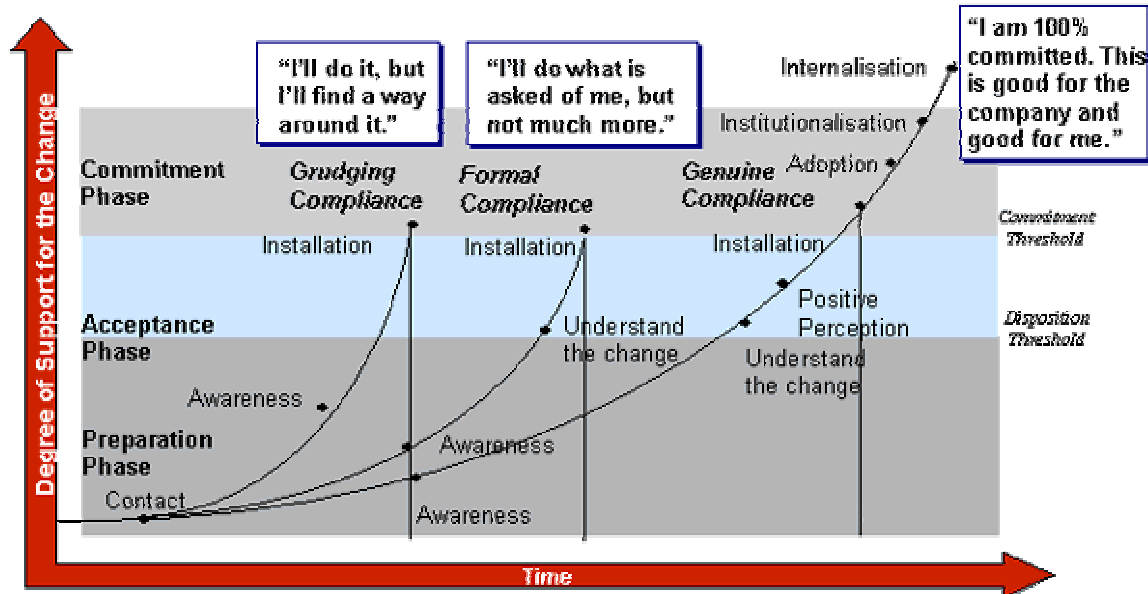 Degree of Support for the Change
"I'll do it, but
I'll find a way
around it."
"I'll do what is
asked of me, but
not much more."
"I am 100%
committed. This
is good for the
company and
good for me."
Internalisation
Institutionalisation
Adoption
Commitment
Phase
Grudging
Compliance
Formal
Compliance
Genuine
Compliance
Commitment
Threshold
Installation
Installation
Installation
Positive
Perception
Acceptance
Phase
Understand
the change
Understand
the change
Disposition
Threshold
Awareness
Preparation
Phase
Awareness
Contact
Awareness
Time